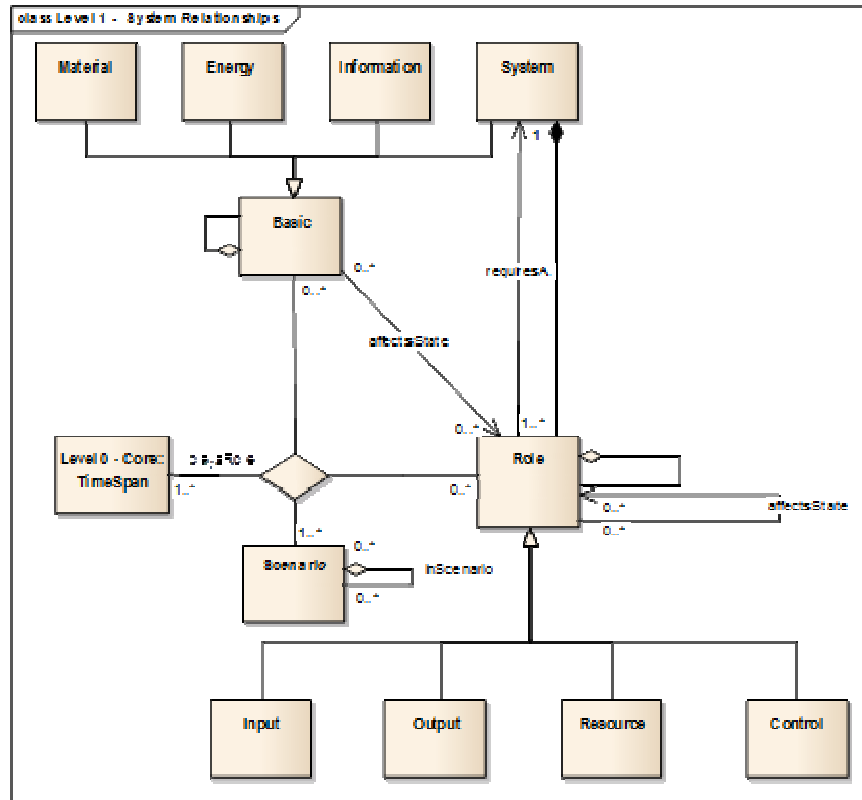 class Level 1 - System Relationships
Material
Energy
Information
System
1
Basic
0..*
0..*
requiresA
affectsState
0..*
1..*
Level 0 - Core::
TimeSpan
1..*
0..*
Role
0..*
0..*
affectsState
1..*
Scenario
0..*
0..*
inScenario
Input
Output
Resource
Control